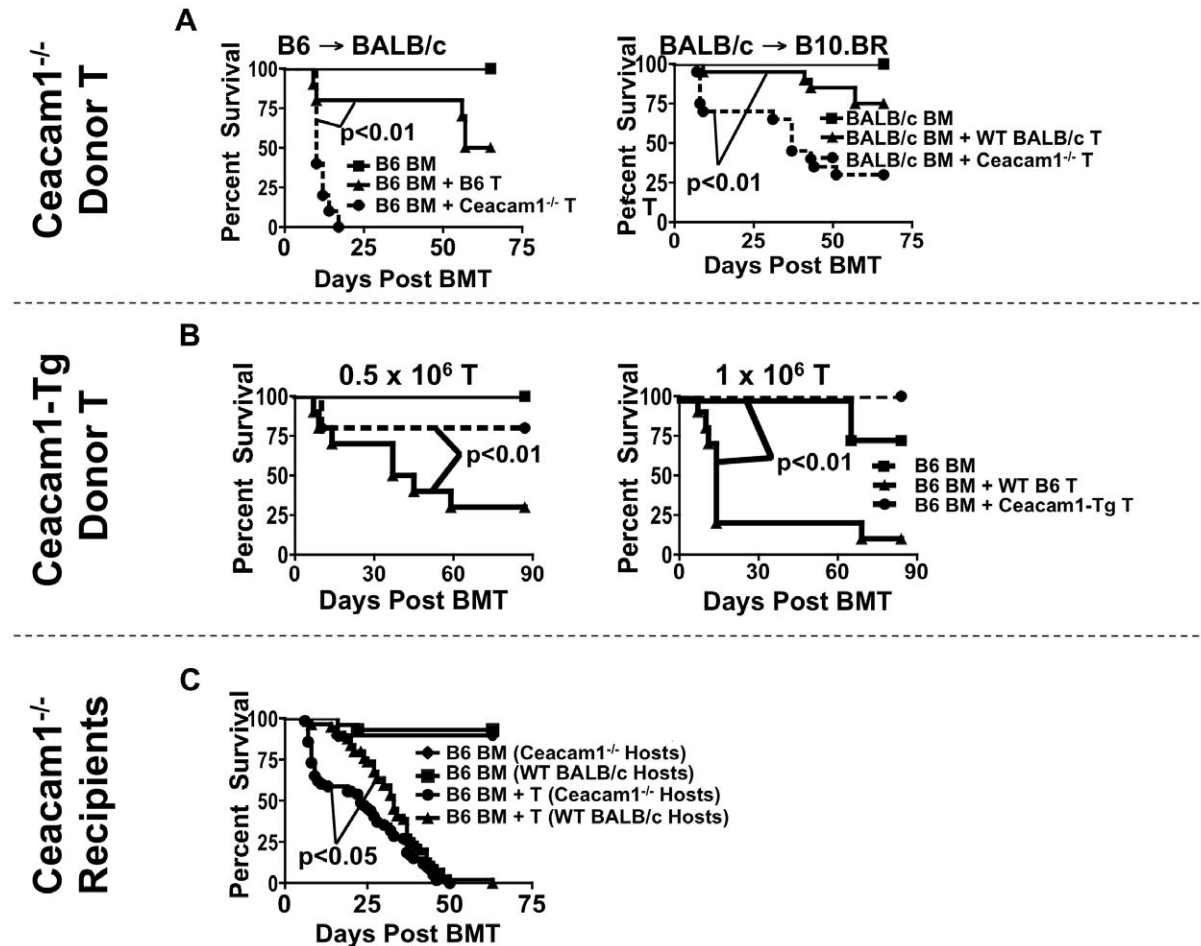 A
Ceacam1-/-
Donor T
B6 → BALB/c
Percent Survival
100
75
50
25
0
p<0.01
B6 BM
B6 BM + B6 T
B6 BM + Ceacam1-/- T
0 25 50 75
Days Post BMT
BALB/c → B10.BR
Percent Survival
T
100
75
50
25
0
p<0.01
BALB/c BM
BALB/c BM + WT BALB/c T
BALB/c BM + Ceacam1-/- T
0 25 50 75
Days Post BMT
B
Ceacam1-Tg
Donor T
0.5 x 10⁶ T
Percent Survival
100
75
50
25
0
p<0.01
0 30 60 90
Days Post BMT
1 x 10⁶ T
Percent Survival
100
75
50
25
0
p<0.01
B6 BM
B6 BM + WT B6 T
B6 BM + Ceacam1-Tg T
0 30 60 90
Days Post BMT
C
Ceacam1-/-
Recipients
Percent Survival
100
75
50
25
0
p<0.05
B6 BM (Ceacam1-/- Hosts)
B6 BM (WT BALB/c Hosts)
B6 BM + T (Ceacam1-/- Hosts)
B6 BM + T (WT BALB/c Hosts)
0 25 50 75
Days Post BMT